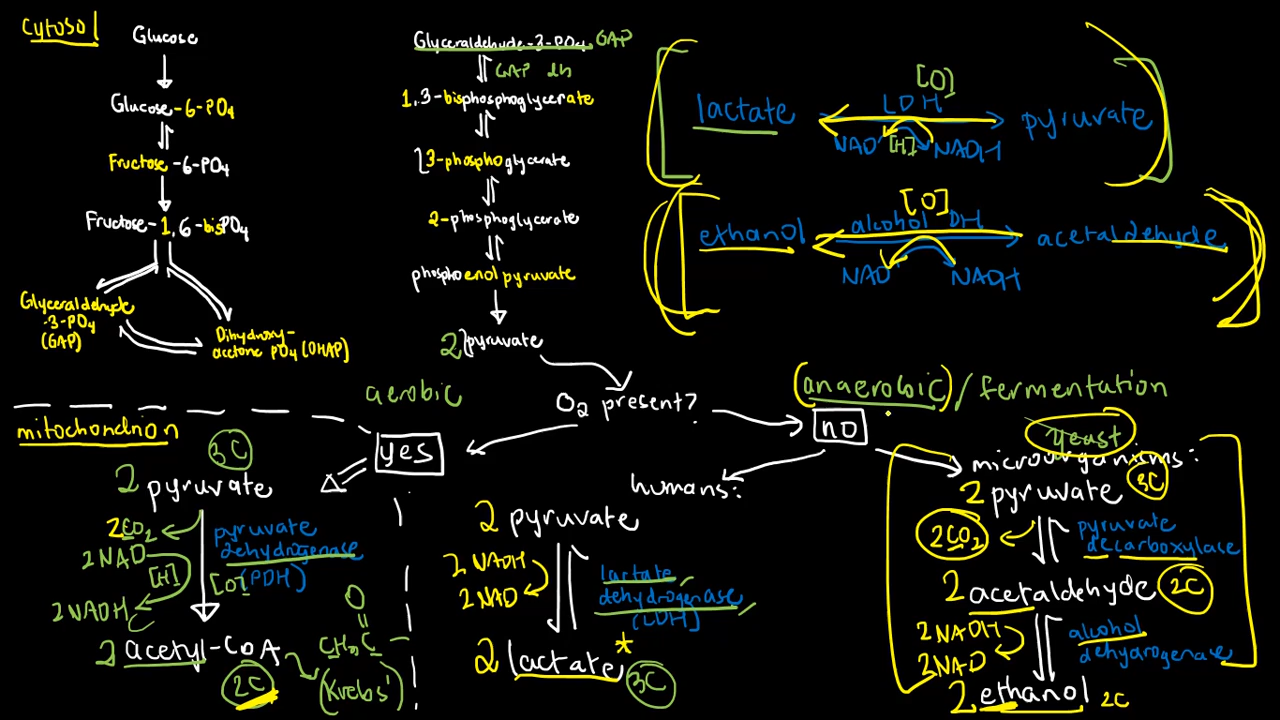 Cytosol
Glucose
Glucose-6-PO4
Fructose-6-PO4
Fructose-1,6-bisPO4
Glyceraldehyde
-3-PO4
(GAP)
Dihydroxy-
acetone PO4 (DHAP)
Glyceraldehyde-3-PO4 GAP
GAP dh
1,3-bisphosphoglycerate
3-phosphoglycerate
2-phosphoglycerate
phosphoenol pyruvate
2 pyruvate
O2 present?
[O]
lactate LDH pyruvate
NAD+ [H] NADH
[O]
ethanol alcohol DH acetaldehyde
NAD+ NADH
aerobic
yes
(anaerobic)/fermentation
no
mitochondrion
3C
2 pyruvate
2CO2
2NAD
[H]
2NADH
pyruvate
dehydrogenase
(PDH)
[O]
2 acetyl-CoA
2C
O
CH3 C -
(Krebs')
humans:
2 pyruvate
2 NADH
2 NAD
lactate
dehydrogenase
(LDH)
2 lactate*
3C
yeast
microorganisms:
2 pyruvate 3C
2CO2
pyruvate
decarboxylase
2 acetaldehyde 2C
2NADH
2NAD
alcohol
dehydrogenase
2 ethanol 2C